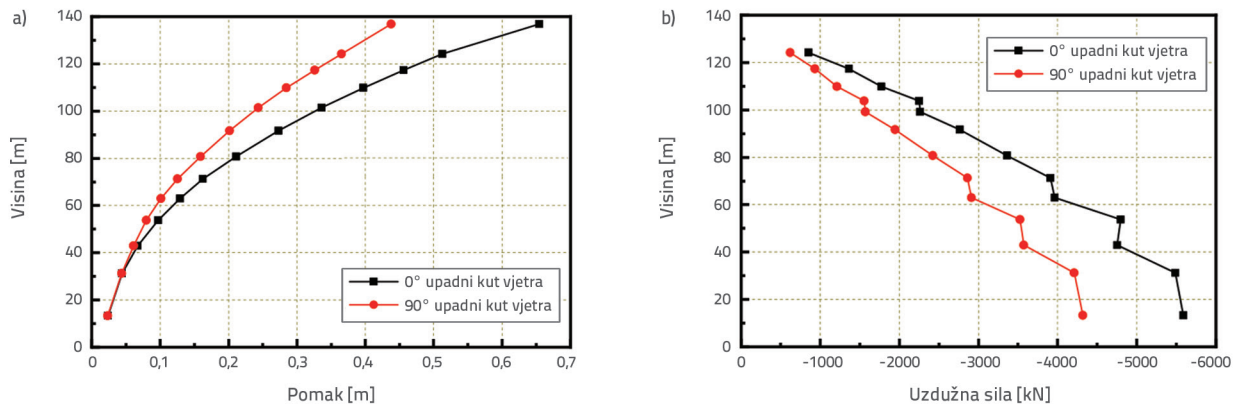 a)
Visina [m]
140
120
100
80
60
40
20
0
0 0,1 0,2 0,3 0,4 0,5 0,6 0,7
Pomak [m]
0° upadni kut vjetra
90° upadni kut vjetra
b)
Visina [m]
140
120
100
80
60
40
20
0
0 -1000 -2000 -3000 -4000 -5000 -6000
Uzdužna sila [kN]
0° upadni kut vjetra
90° upadni kut vjetra